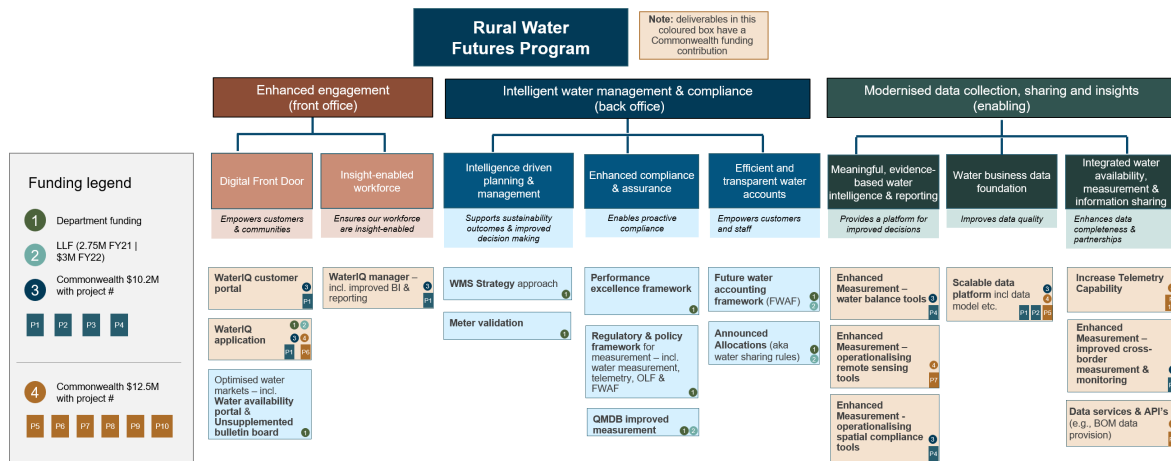 Rural Water
Futures Program
Note: deliverables in this
coloured box have a
Commonwealth funding
contribution
Enhanced engagement
(front office)
Intelligent water management & compliance
(back office)
Modernised data collection, sharing and insights
(enabling)
Funding legend
1
Department funding
2
LLF (2.75M FY21 |
$3M FY22)
3
Commonwealth $10.2M
with project #
P1 P2 P3 P4
4
Commonwealth $12.5M
with project #
P5 P6 P7 P8 P9 P10
Digital Front Door
Empowers customers
& communities
WaterIQ customer
portal
3
P1
WaterIQ
application
1 2
3 4
P1 P6
Optimised water
markets – incl.
Water availability
portal &
Unsupplemented
bulletin board
1
Insight-enabled
workforce
Ensures our workforce
are insight-enabled
WaterIQ manager –
incl. improved BI &
reporting
3
P1
Intelligence driven
planning &
management
Supports sustainability
outcomes & improved
decision making
WMS Strategy approach
1
Meter validation
1
Enhanced compliance
& assurance
Enables proactive
compliance
Performance
excellence framework
1
Regulatory & policy
framework for
measurement – incl.
water measurement,
telemetry, OLF &
FWAF
1
QMDB improved
measurement
1 2
Efficient and
transparent water
accounts
Empowers customers
and staff
Future water
accounting
framework (FWAF)
1
2
Announced
Allocations (aka
water sharing rules)
1
2
Meaningful, evidence-
based water
intelligence & reporting
Provides a platform for
improved decisions
Enhanced
Measurement –
water balance tools
3
P4
Enhanced
Measurement –
operationalising
remote sensing
tools
4
P7
Enhanced
Measurement -
operationalising
spatial compliance
tools
3
P4
Water business data
foundation
Improves data quality
Scalable data
platform incl data
model etc.
3
4
P1 P2 P5
Integrated water
availability,
measurement &
information sharing
Enhances data
completeness &
partnerships
Increase Telemetry
Capability
Enhanced
Measurement –
improved cross-
border
measurement &
monitoring
Data services & API's
(e.g., BOM data
provision)